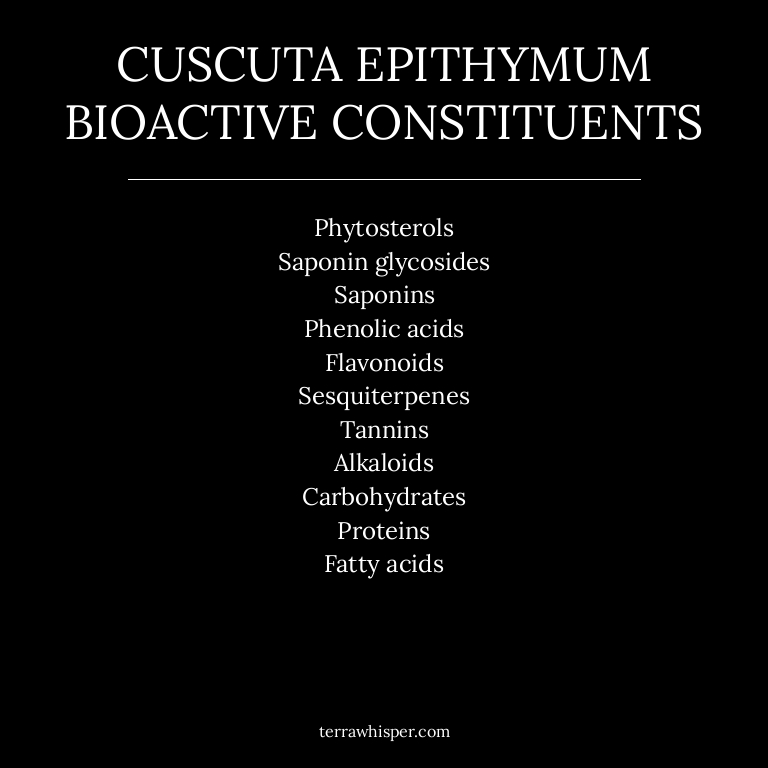 CUSCUTA EPITHYMUM
BIOACTIVE CONSTITUENTS
Phytosterols
Saponin glycosides
Saponins
Phenolic acids
Flavonoids
Sesquiterpenes
Tannins
Alkaloids
Carbohydrates
Proteins
Fatty acids
terrawhisper.com